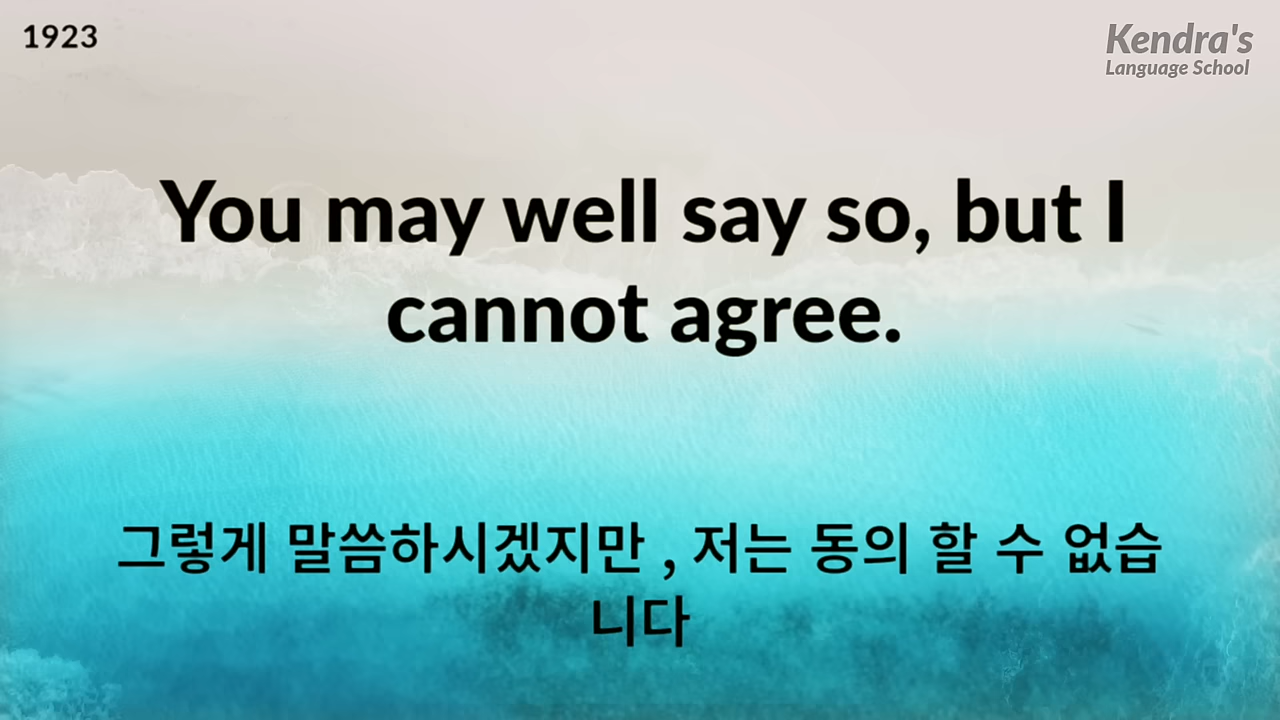 1923
Kendra's
Language School
You may well say so, but I
cannot agree.
그렇게 말씀하시겠지만 , 저는 동의 할 수 없습
니다